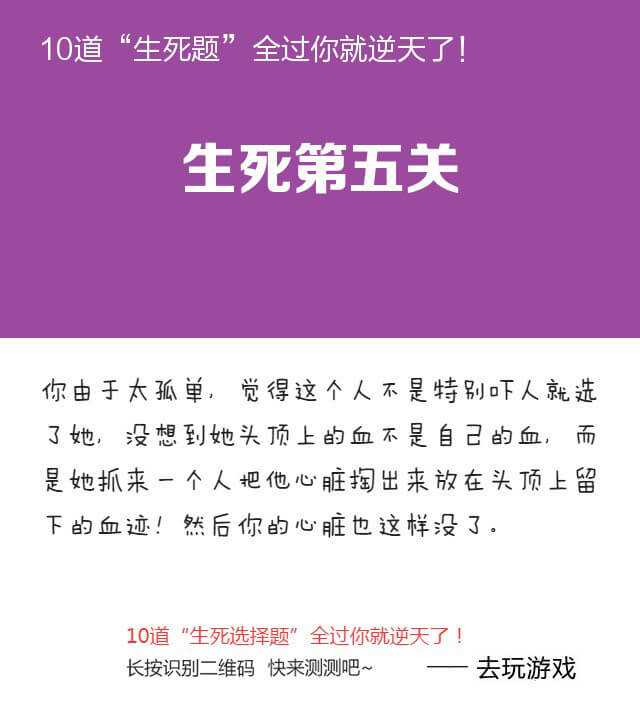 10道“生死题”全过你就逆天了!
生死第五关
你由于太孤单，觉得这个人不是特别吓人就选
了她，没想到她头顶上的血不是自己的血，而
是她抓来一个人把他心脏掏出来放在头顶上留
下的血迹！然后你的心脏也这样没了。
10道“生死选择题”全过你就逆天了！
长按识别二维码 快来测测吧~
—— 去玩游戏